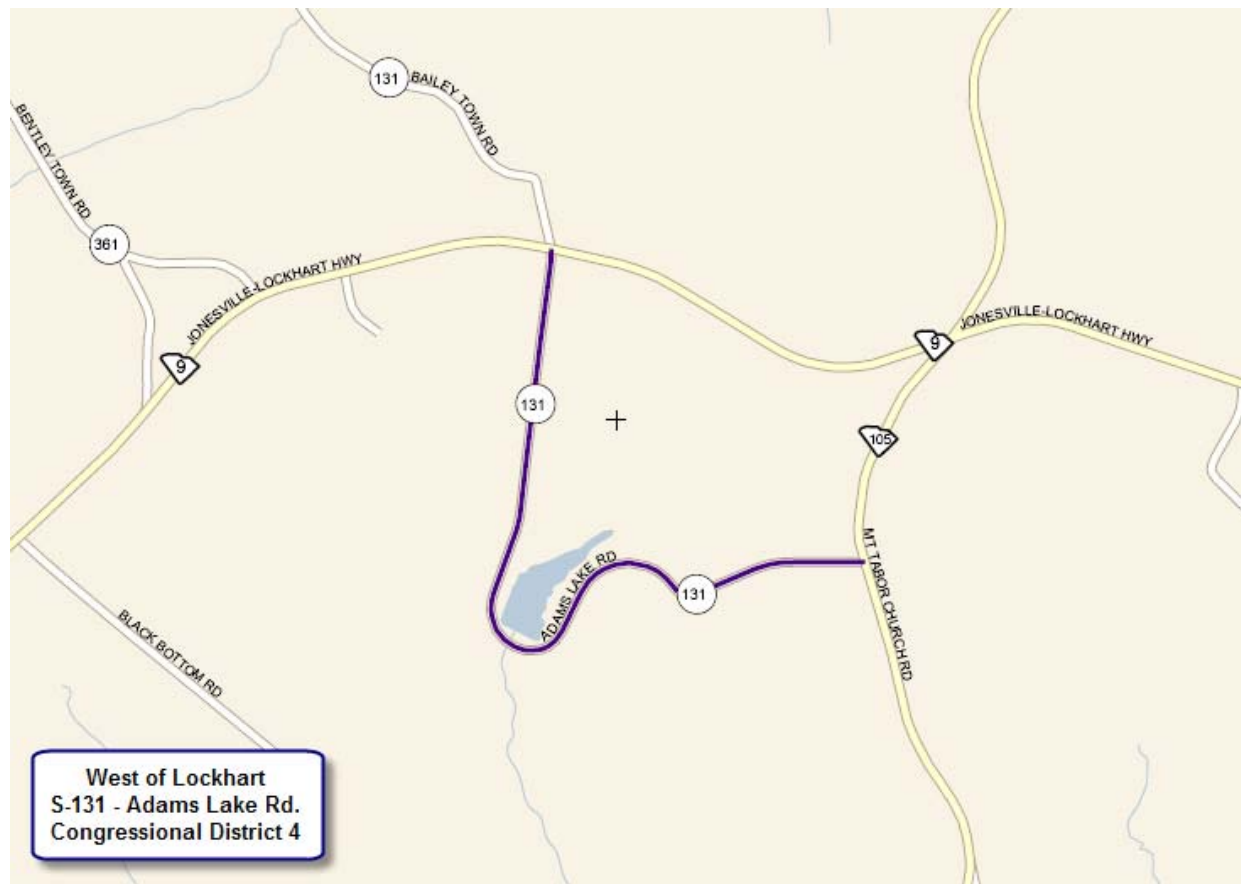 131
BAILEY TOWN RD
BENTLEY TOWN RD
361
JONESVILLE-LOCKHART HWY
9
JONESVILLE-LOCKHART HWY
9
131
105
MT. TABOR CHURCH RD
ADAMS LAKE RD
131
BLACK BOTTOM RD
West of Lockhart
S-131 - Adams Lake Rd.
Congressional District 4